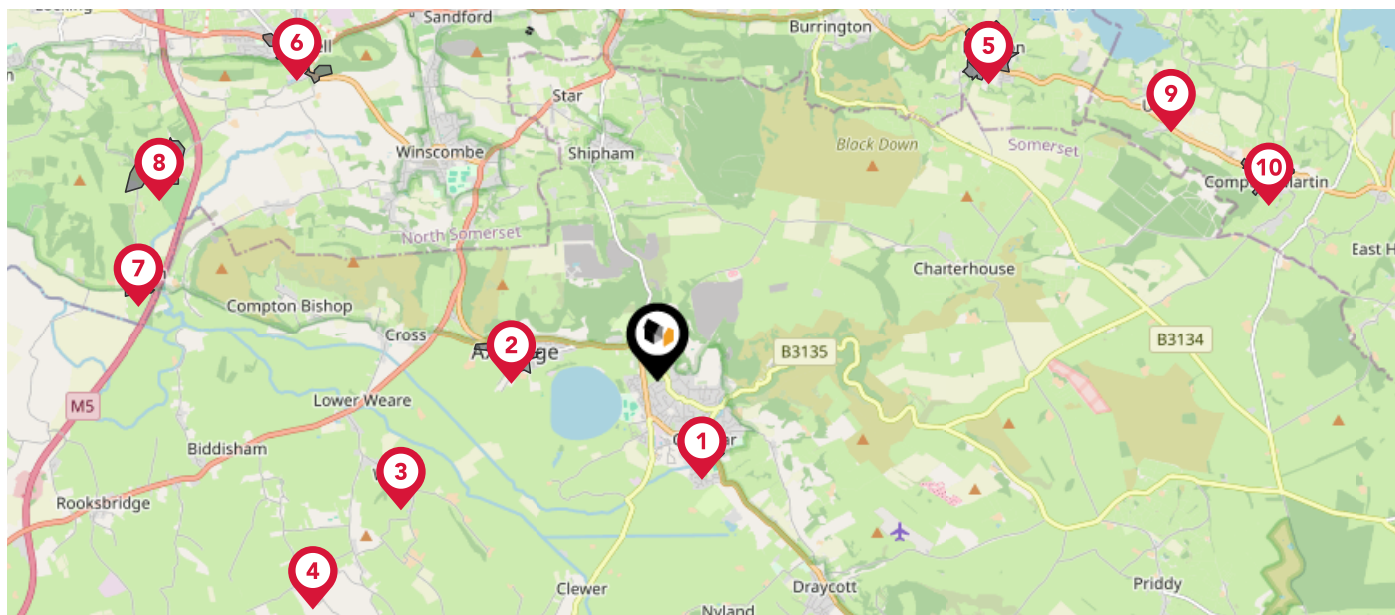 Sandford
Burrington
6
5
Star
9
Black Down
8
Winscombe
Shipham
Somerset
10
North Somerset
East H
7
Charterhouse
Compton Bishop
Cross
2
B3135
B3134
M5
Lower Weare
Biddisham
1
3
Rooksbridge
4
Clewer
Draycott
Priddy
Nyland